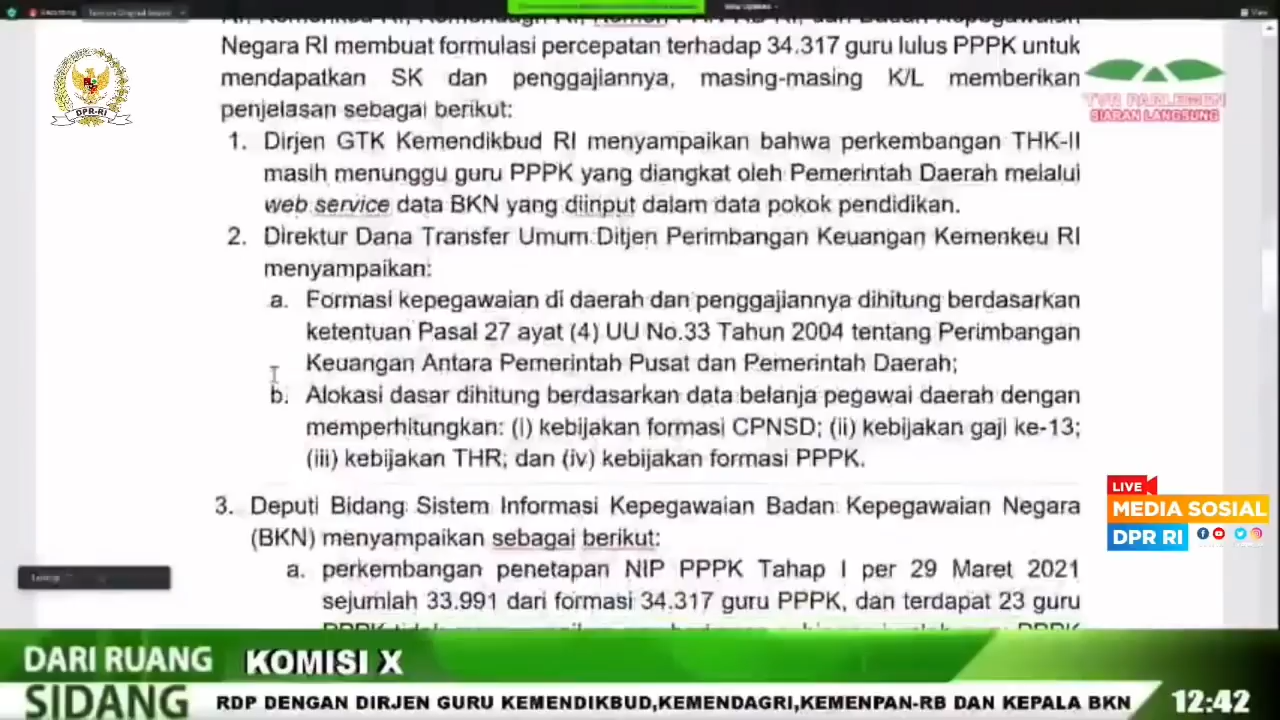 Negara RI membuat formulasi percepatan terhadap 34.317 guru lulus PPPK untuk
mendapatkan SK dan penggajiannya, masing-masing K/L memberikan
penjelasan sebagai berikut:
1. Dirjen GTK Kemendikbud RI menyampaikan bahwa perkembangan THK-II
masih menunggu guru PPPK yang diangkat oleh Pemerintah Daerah melalui
web service data BKN yang diinput dalam data pokok pendidikan.
2. Direktur Dana Transfer Umum Ditjen Perimbangan Keuangan Kemenkeu RI
menyampaikan:
a. Formasi kepegawaian di daerah dan penggajiannya dihitung berdasarkan
ketentuan Pasal 27 ayat (4) UU No.33 Tahun 2004 tentang Perimbangan
Keuangan Antara Pemerintah Pusat dan Pemerintah Daerah;
b. Alokasi dasar dihitung berdasarkan data belanja pegawai daerah dengan
memperhitungkan: (i) kebijakan formasi CPNSD; (ii) kebijakan gaji ke-13;
(iii) kebijakan THR; dan (iv) kebijakan formasi PPPK.
3. Deputi Bidang Sistem Informasi Kepegawaian Badan Kepegawaian Negara
(BKN) menyampaikan sebagai berikut:
a. perkembangan penetapan NIP PPPK Tahap I per 29 Maret 2021
sejumlah 33.991 dari formasi 34.317 guru PPPK, dan terdapat 23 guru
DPR-RI
TVR PARLEMEN
SIARAN LANGSUNG
LIVE
MEDIA SOSIAL
DPR RI
DARI RUANG
SIDANG
KOMISI X
RDP DENGAN DIRJEN GURU KEMENDIKBUD,KEMENDAGRI,KEMENPAN-RB DAN KEPALA BKN
12:42